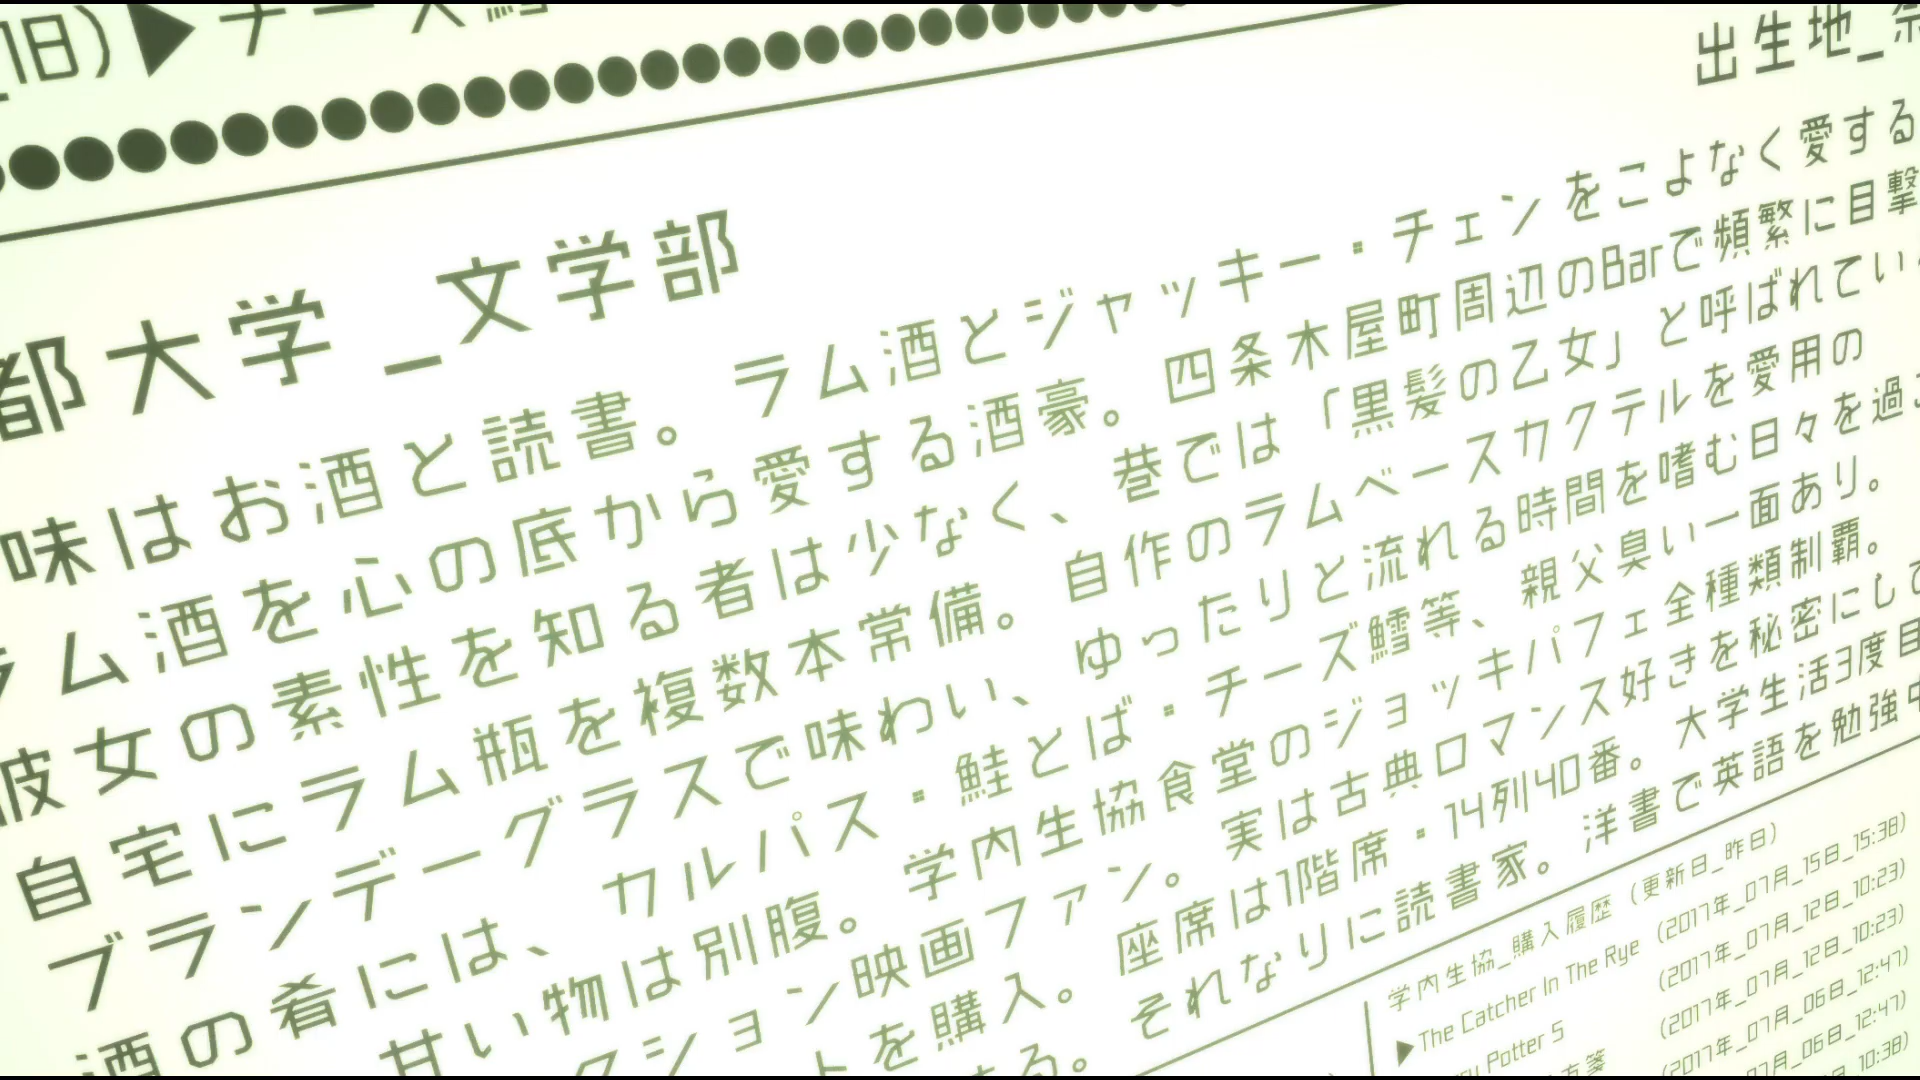 18)▶チーズ鱈
出生地_奈
都大学_文学部
味はお酒と読書。ラム酒とジャッキー・チェンをこよなく愛する
ラム酒を心の底から愛する酒豪。四条木屋町周辺のBarで頻繁に目撃
彼女の素性を知る者は少なく、巷では「黒髪の乙女」と呼ばれてい
自宅にラム瓶を複数本常備。自作のラムベースカクテルを愛用の
ブランデーグラスで味わい、ゆったりと流れる時間を嗜む日々を過
酒の肴には、カルパス・鮭とば・チーズ鱈等、親父臭い一面あり。
甘い物は別腹。学内生協食堂のジョッキパフェ全種類制覇。
クション映画ファン。実は古典ロマンス好きを秘密にして
トを購入。座席は1階席・14列40番。大学生活3度目
る。それなりに読書家。洋書で英語を勉強中
学内生協_購入履歴(更新日_昨日)
▶The Catcher In The Rye (2017年_07月_15日_15:38)
Potter 5 (2017年_07月_12日_10:23)
方箋 (2017年_07月_12日_10:23)
(2017年_07月_06日_12:47)
07月_06日_12:47)
10:38)